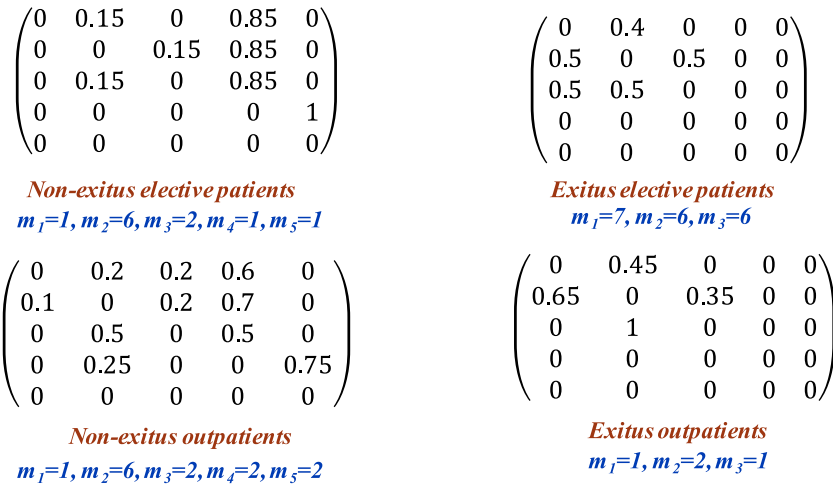 0 0.15 0 0.85 0
0 0 0.15 0.85 0
0 0.15 0 0.85 0
0 0 0 0 1
0 0 0 0 0
Non-exitus elective patients
m₁=1, m₂=6, m₃=2, m₄=1, m₅=1
0 0.4 0 0 0
0.5 0 0.5 0 0
0.5 0.5 0 0 0
0 0 0 0 0
0 0 0 0 0
Exitus elective patients
m₁=7, m₂=6, m₃=6
0 0.2 0.2 0.6 0
0.1 0 0.2 0.7 0
0 0.5 0 0.5 0
0 0.25 0 0 0.75
0 0 0 0 0
Non-exitus outpatients
m₁=1, m₂=6, m₃=2, m₄=2, m₅=2
0 0.45 0 0 0
0.65 0 0.35 0 0
0 1 0 0 0
0 0 0 0 0
0 0 0 0 0
Exitus outpatients
m₁=1, m₂=2, m₃=1